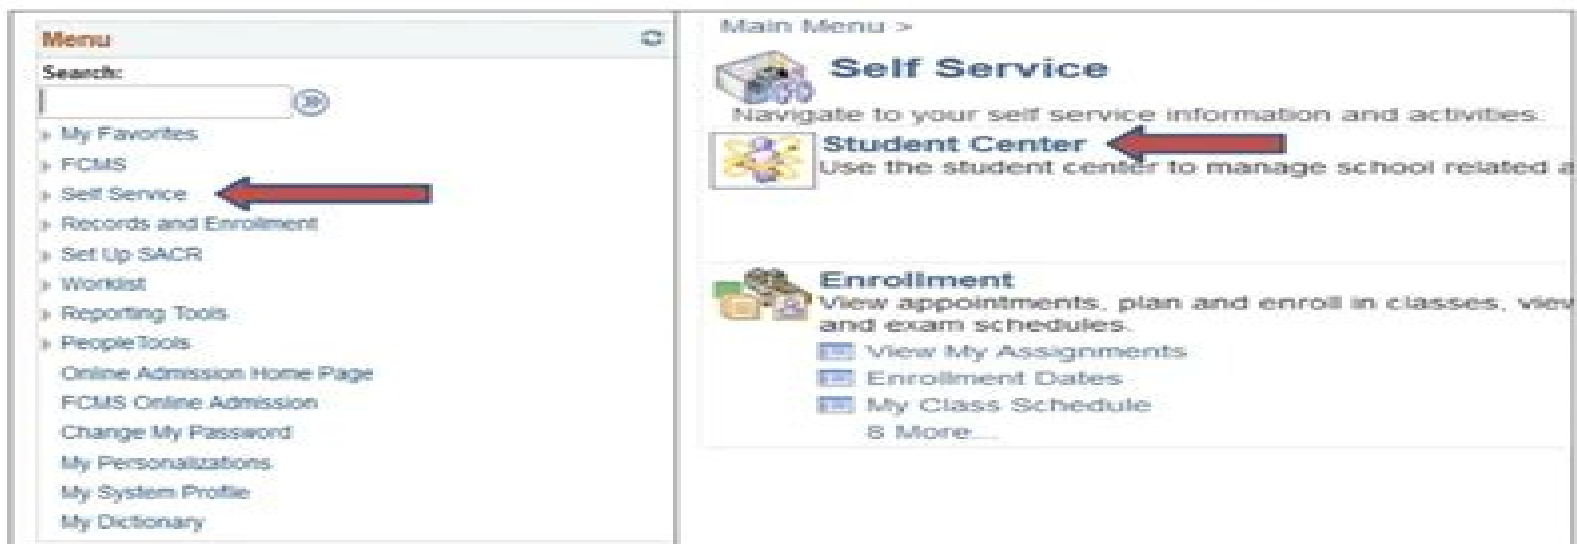 Menu
Search:
My Favorites
FCMS
Self Service
Records and Enrollment
Set Up SACR
Worklist
Reporting Tools
PeopleTools
Online Admission Home Page
FCMS Online Admission
Change My Password
My Personalizations
My System Profile
My Dictionary
Main Menu >
Self Service
Navigate to your self service information and activities.
Student Center
Use the student center to manage school related a
Enrollment
View appointments, plan and enroll in classes, view
and exam schedules.
View My Assignments
Enrollment Dates
My Class Schedule
8 More...